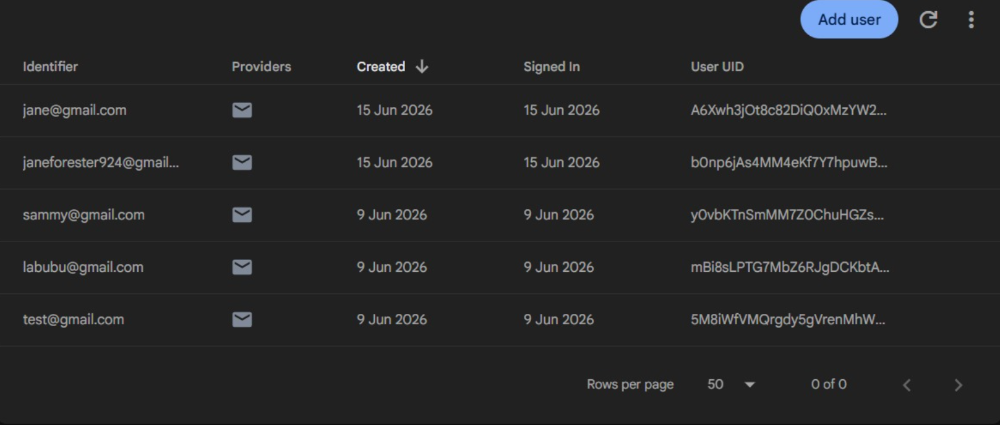 Add user
Identifier Providers Created Signed In User UID
jane@gmail.com 15 Jun 2026 15 Jun 2026 A6Xwh3jOt8c82DiQ0xMzYW2...
janeforester924@gmail... 15 Jun 2026 15 Jun 2026 b0np6jAs4MM4eKf7Y7hpuwB...
sammy@gmail.com 9 Jun 2026 9 Jun 2026 y0vbKTnSmMM7Z0ChuHGZs...
labubu@gmail.com 9 Jun 2026 9 Jun 2026 mBi8sLPTG7MbZ6RJgDCKbtA...
test@gmail.com 9 Jun 2026 9 Jun 2026 5M8iWfVMQrgdy5gVrenMhW...
Rows per page 50 0 of 0